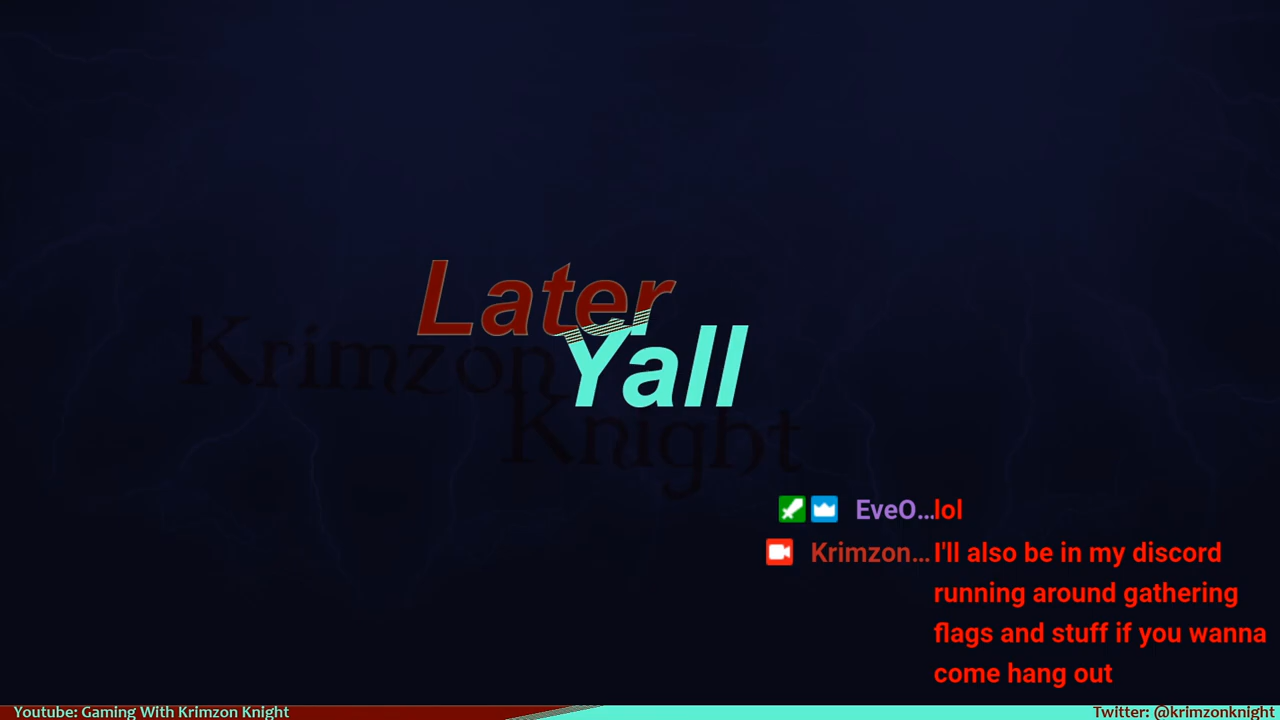 Later
Yall
Krimzon
Knight
EveO... lol
Krimzon... I'll also be in my discord
running around gathering
flags and stuff if you wanna
come hang out
Youtube: Gaming With Krimzon Knight
Twitter: @krimzonknight